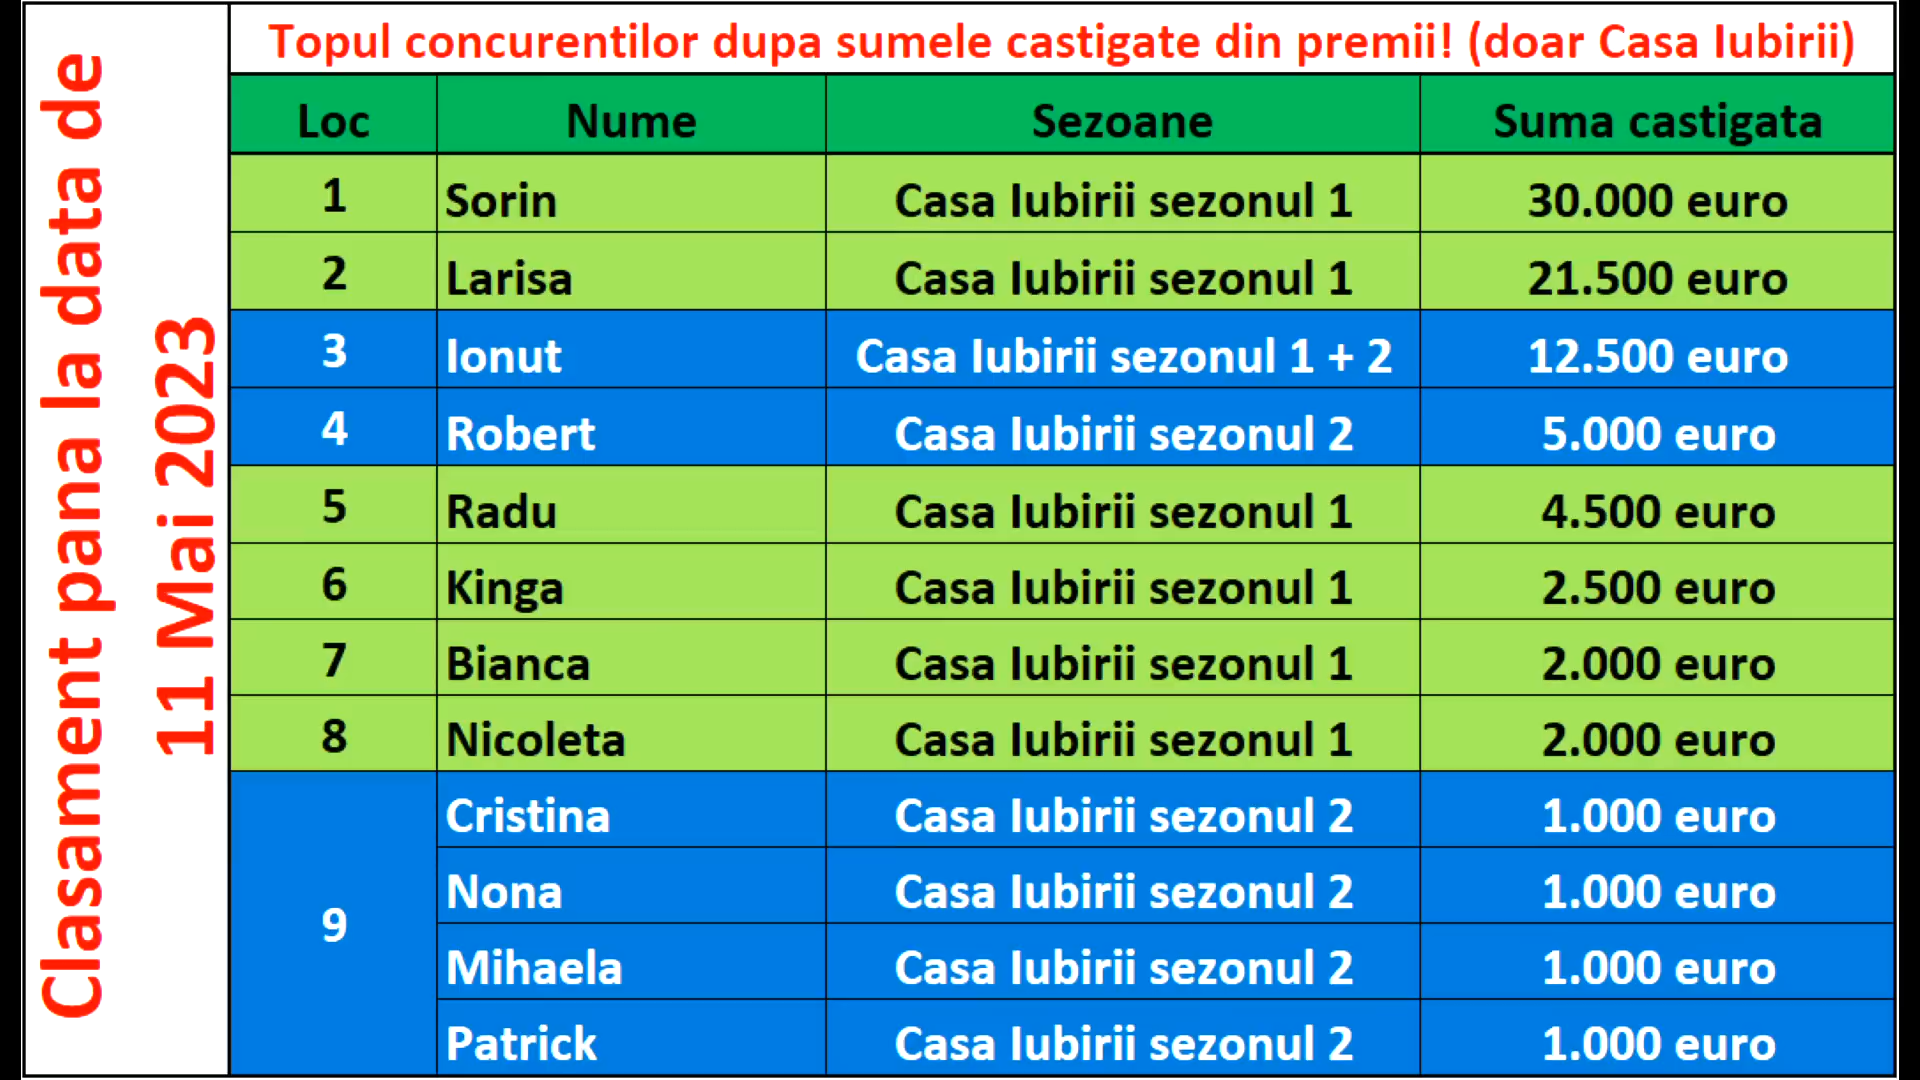 Clasament pana la data de
11 Mai 2023
Topul concurentilor dupa sumele castigate din premii! (doar Casa Iubirii)
Loc Nume Sezoane Suma castigata
1 Sorin Casa Iubirii sezonul 1 30.000 euro
2 Larisa Casa Iubirii sezonul 1 21.500 euro
3 Ionut Casa Iubirii sezonul 1 + 2 12.500 euro
4 Robert Casa Iubirii sezonul 2 5.000 euro
5 Radu Casa Iubirii sezonul 1 4.500 euro
6 Kinga Casa Iubirii sezonul 1 2.500 euro
7 Bianca Casa Iubirii sezonul 1 2.000 euro
8 Nicoleta Casa Iubirii sezonul 1 2.000 euro
9 Cristina Casa Iubirii sezonul 2 1.000 euro
Nona Casa Iubirii sezonul 2 1.000 euro
Mihaela Casa Iubirii sezonul 2 1.000 euro
Patrick Casa Iubirii sezonul 2 1.000 euro